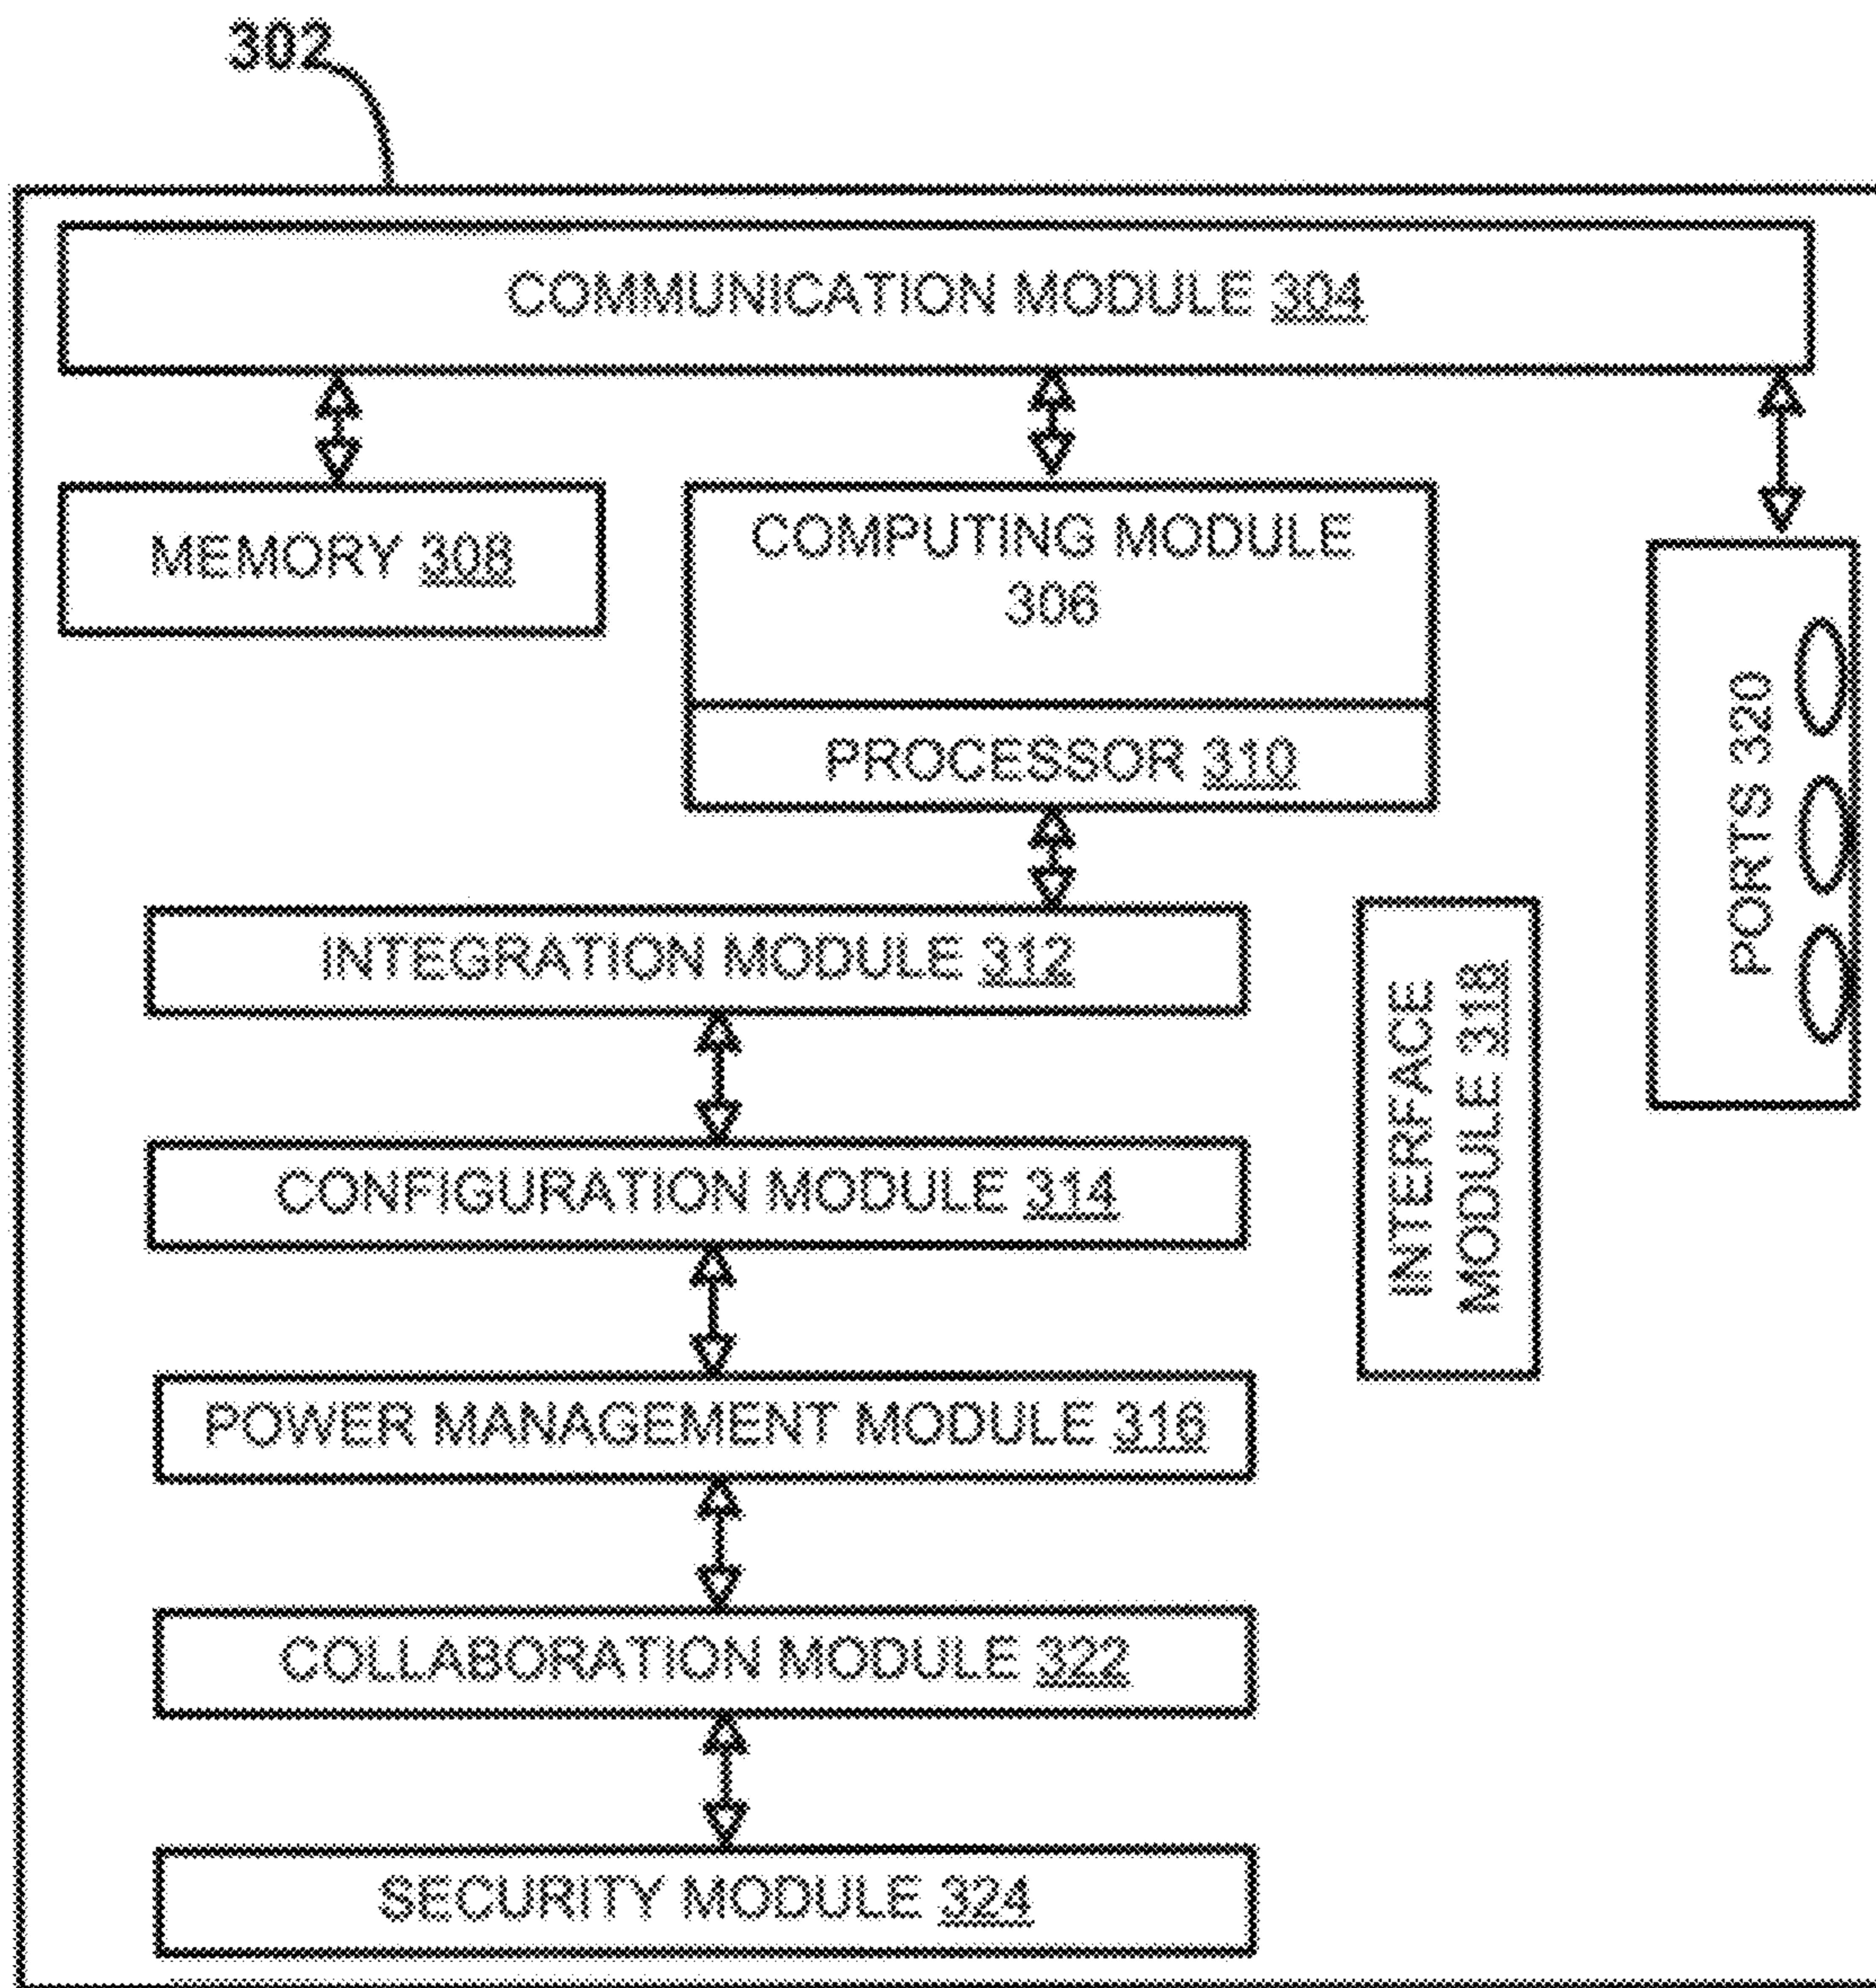 302
COMMUNICATION MODULE 304
MEMORY 308
COMPUTING MODULE
306
PROCESSOR 310
PORTS 320
INTEGRATION MODULE 312
INTERFACE
MODULE 318
CONFIGURATION MODULE 314
POWER MANAGEMENT MODULE 316
COLLABORATION MODULE 322
SECURITY MODULE 324